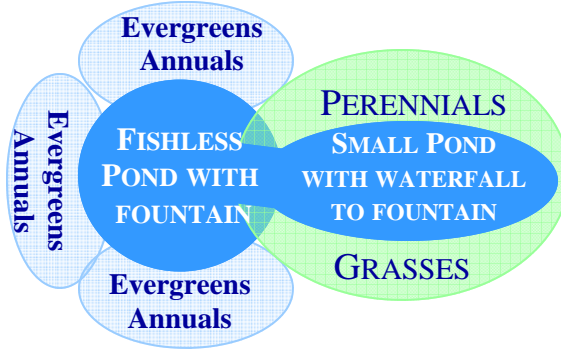 Evergreens
Annuals
Evergreens
Annuals
FISHLESS
POND WITH
FOUNTAIN
PERENNIALS
SMALL POND
WITH WATERFALL
TO FOUNTAIN
GRASSES
Evergreens
Annuals